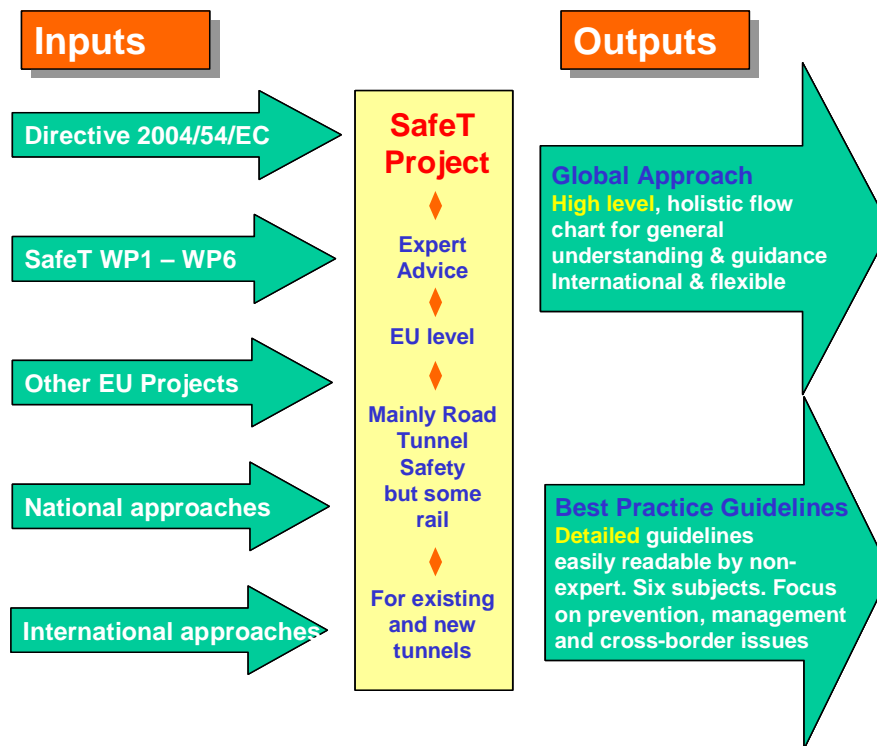 Inputs
Outputs
Directive 2004/54/EC
SafeT WP1 – WP6
Other EU Projects
National approaches
International approaches
SafeT
Project
Expert
Advice
EU level
Mainly Road
Tunnel
Safety
but some
rail
For existing
and new
tunnels
Global Approach
High level, holistic flow
chart for general
understanding & guidance
International & flexible
Best Practice Guidelines
Detailed guidelines
easily readable by non-
expert. Six subjects. Focus
on prevention, management
and cross-border issues